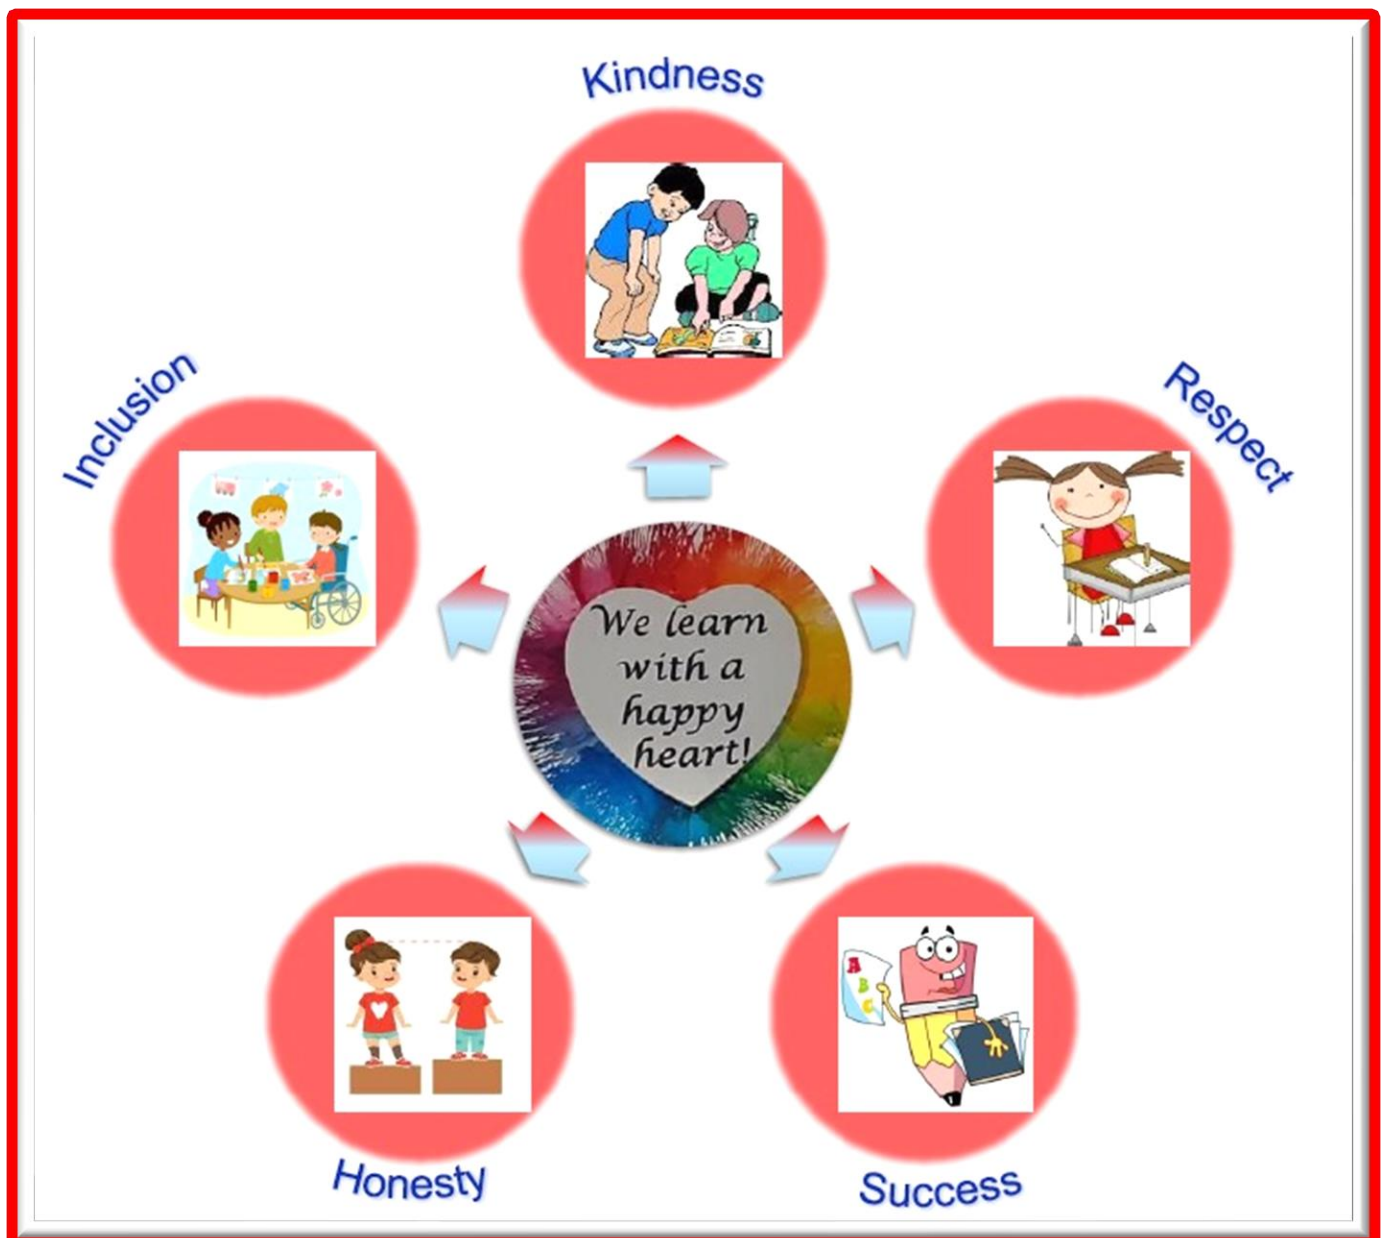 Kindness
Inclusion
Respect
We learn
with a
happy
heart!
A
B
C
Honesty
Success